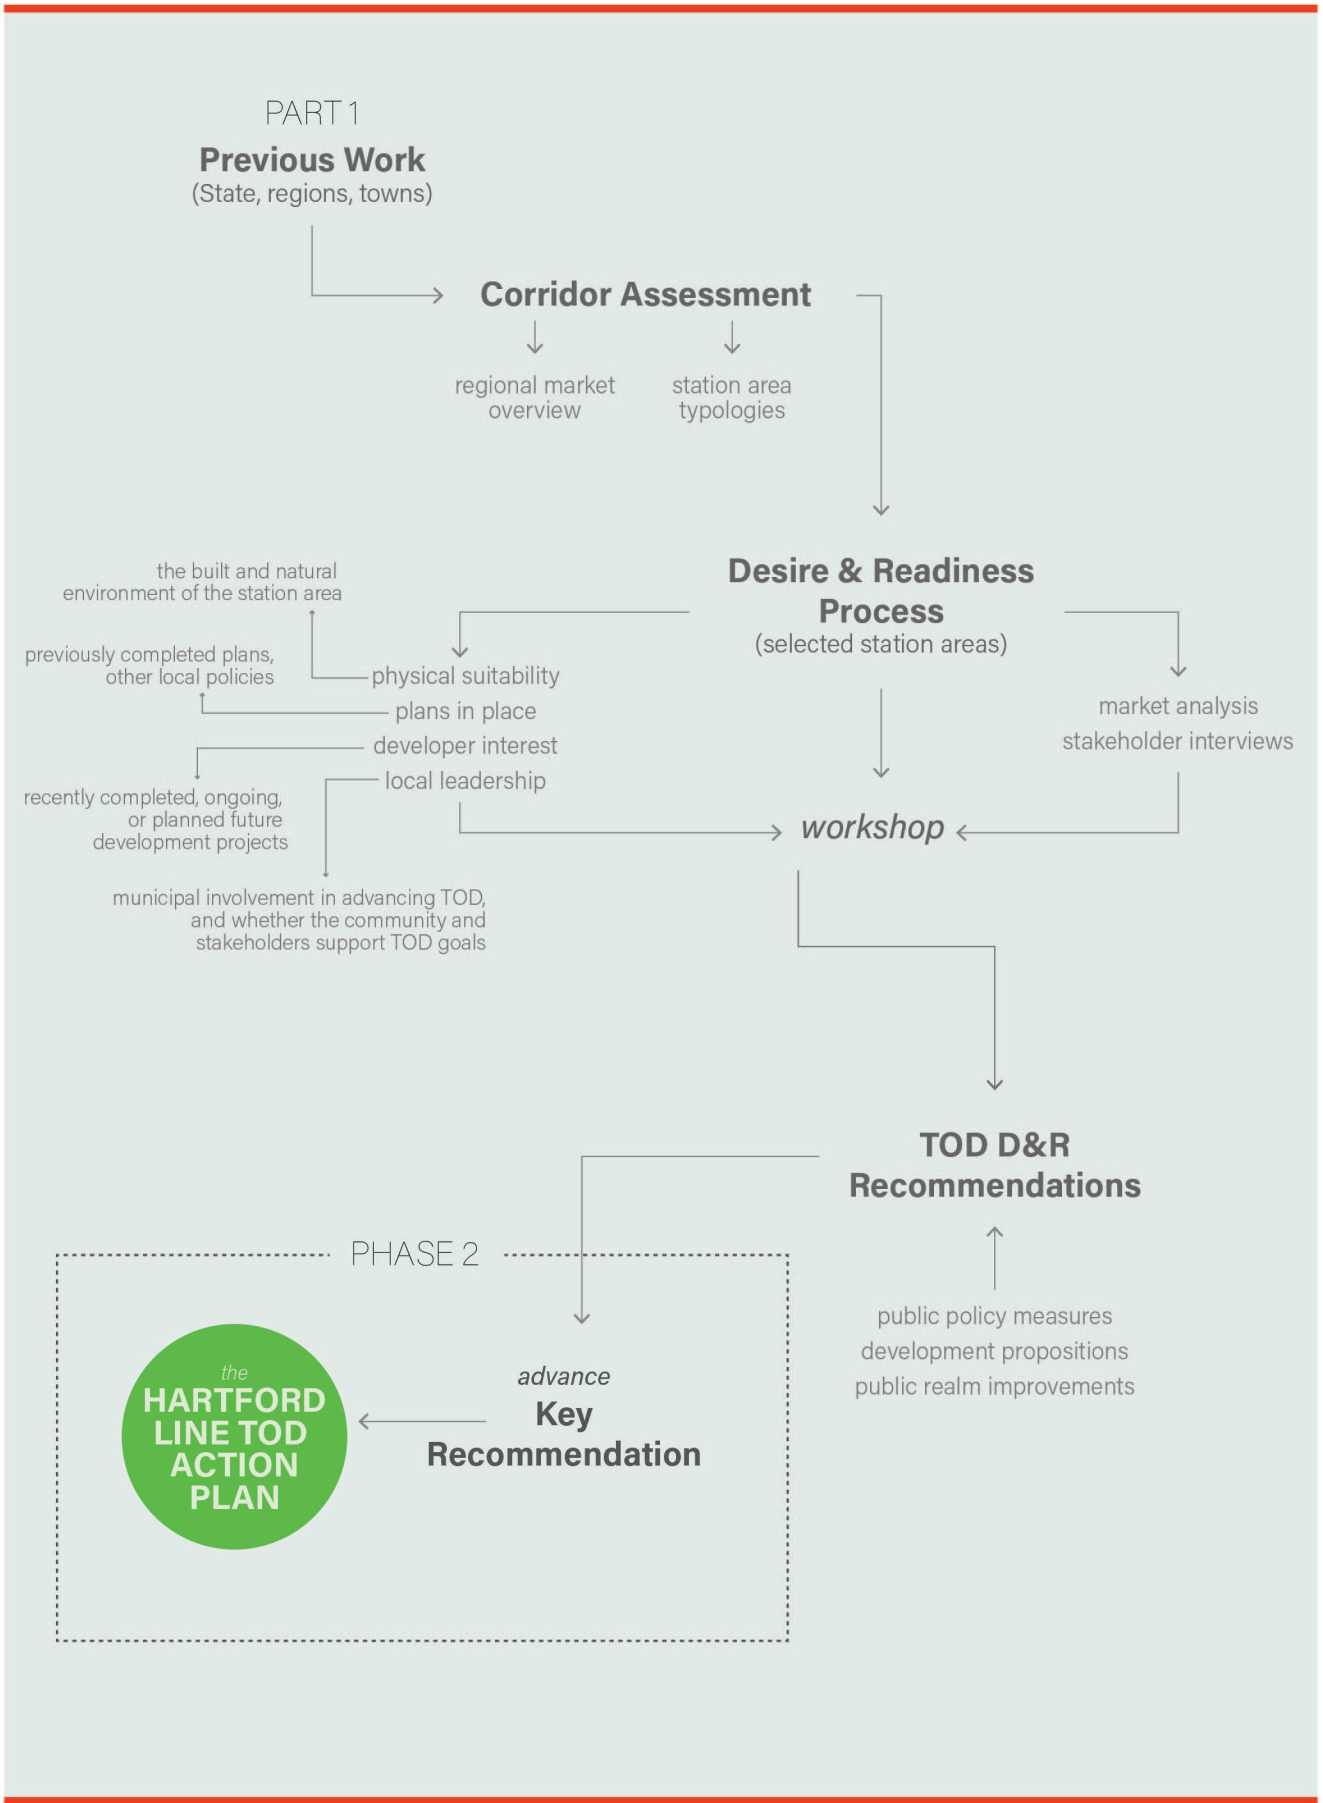 PART 1
Previous Work
(State, regions, towns)
Corridor Assessment
regional market
overview
station area
typologies
Desire & Readiness
Process
(selected station areas)
the built and natural
environment of the station area
previously completed plans,
other local policies
physical suitability
plans in place
developer interest
local leadership
recently completed, ongoing,
or planned future
development projects
municipal involvement in advancing TOD,
and whether the community and
stakeholders support TOD goals
market analysis
stakeholder interviews
workshop
TOD D&R
Recommendations
public policy measures
development propositions
public realm improvements
PHASE 2
advance
Key
Recommendation
the
HARTFORD
LINE TOD
ACTION
PLAN